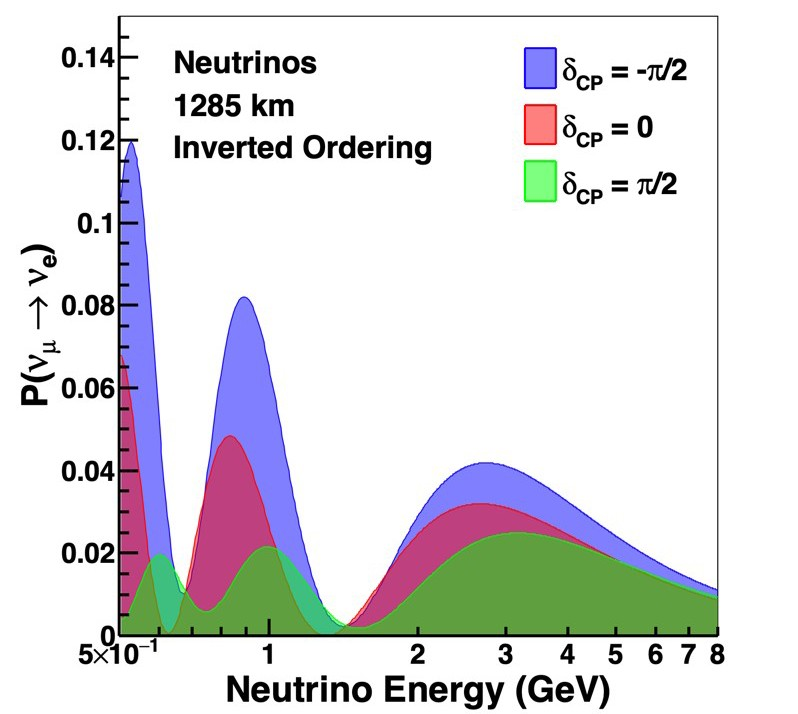 Neutrinos
1285 km
Inverted Ordering
δCP = -π/2
δCP = 0
δCP = π/2
P(νμ → νe)
0.14
0.12
0.1
0.08
0.06
0.04
0.02
0
5×10⁻¹ 1 2 3 4 5 6 7 8
Neutrino Energy (GeV)